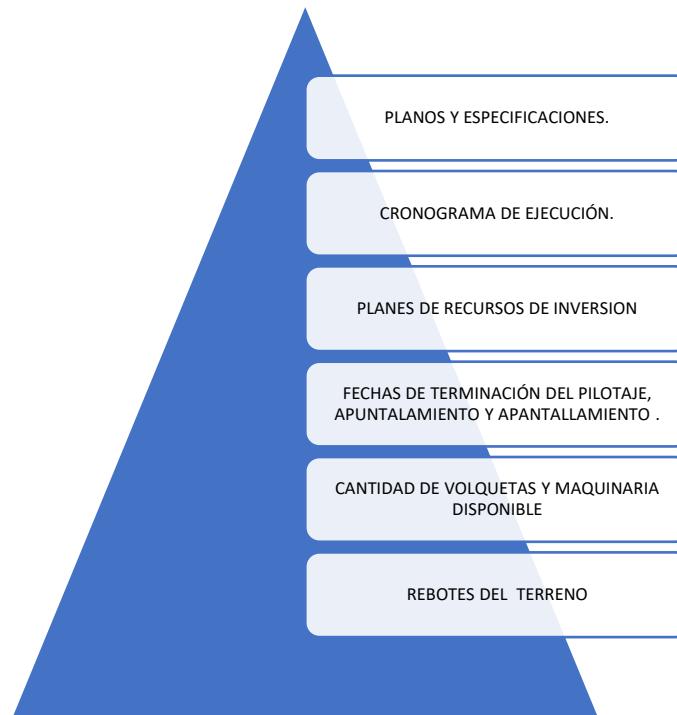 PLANOS Y ESPECIFICACIONES.
CRONOGRAMA DE EJECUCIÓN.
PLANES DE RECURSOS DE INVERSION
FECHAS DE TERMINACIÓN DEL PILOTAJE,
APUNTALAMIENTO Y APANTALLAMIENTO .
CANTIDAD DE VOLQUETAS Y MAQUINARIA
DISPONIBLE
REBOTES DEL  TERRENO